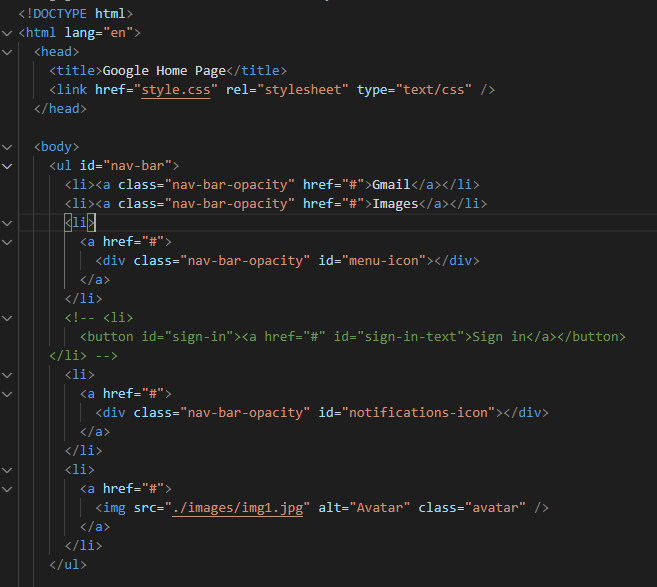 <!DOCTYPE html>
<html lang="en">
<head>
<title>Google Home Page</title>
<link href="style.css" rel="stylesheet" type="text/css" />
</head>
<body>
<ul id="nav-bar">
<li><a class="nav-bar-opacity" href="#">Gmail</a></li>
<li><a class="nav-bar-opacity" href="#">Images</a></li>
<li>
<a href="#">
<div class="nav-bar-opacity" id="menu-icon"></div>
</a>
</li>
<!-- <li>
<button id="sign-in"><a href="#" id="sign-in-text">Sign in</a></button>
</li> -->
<li>
<a href="#">
<div class="nav-bar-opacity" id="notifications-icon"></div>
</a>
</li>
<li>
<a href="#">
<img src="./images/img1.jpg" alt="Avatar" class="avatar" />
</a>
</li>
</ul>